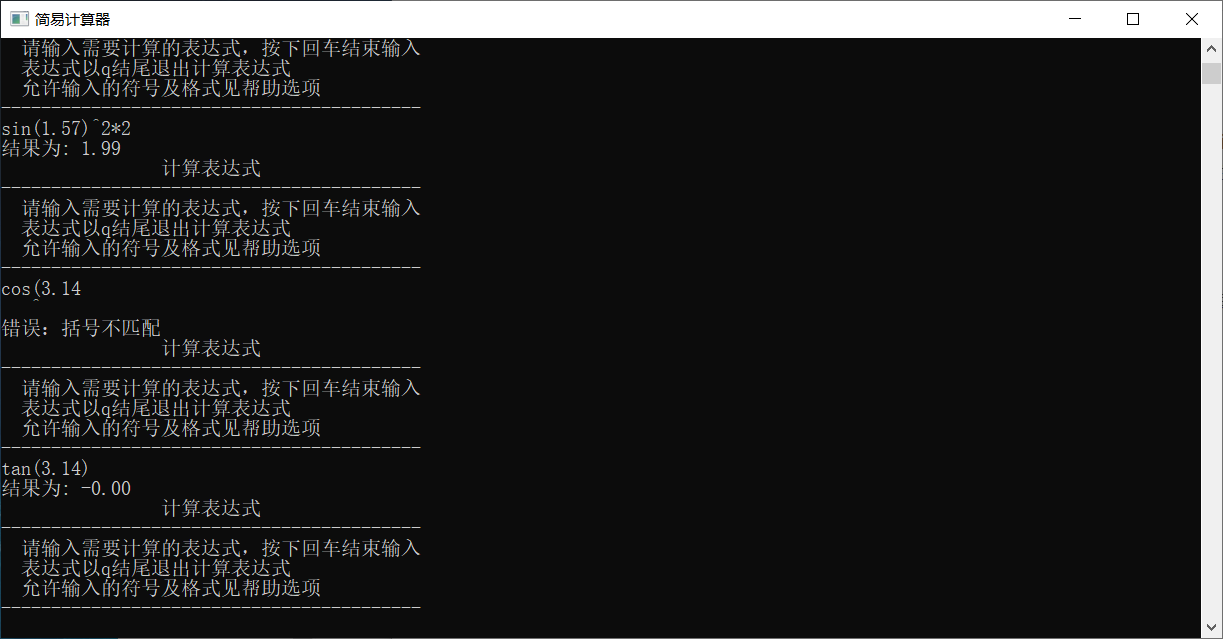 简易计算器
请输入需要计算的表达式，按下回车结束输入
表达式以q结尾退出计算表达式
允许输入的符号及格式见帮助选项
------------------------------------------
sin(1.57)^2*2
结果为: 1.99
计算表达式
------------------------------------------
请输入需要计算的表达式，按下回车结束输入
表达式以q结尾退出计算表达式
允许输入的符号及格式见帮助选项
------------------------------------------
cos(3.14
^
错误：括号不匹配
计算表达式
------------------------------------------
请输入需要计算的表达式，按下回车结束输入
表达式以q结尾退出计算表达式
允许输入的符号及格式见帮助选项
------------------------------------------
tan(3.14)
结果为: -0.00
计算表达式
------------------------------------------
请输入需要计算的表达式，按下回车结束输入
表达式以q结尾退出计算表达式
允许输入的符号及格式见帮助选项
------------------------------------------